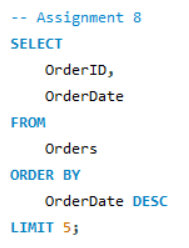 -- Assignment 8
SELECT
    OrderID,
    OrderDate
FROM
    Orders
ORDER BY
    OrderDate DESC
LIMIT 5;